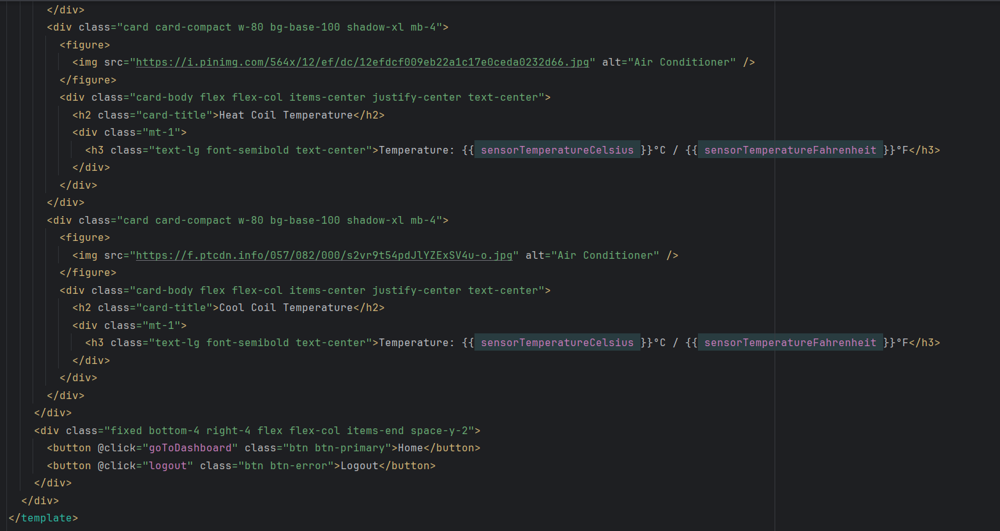 </div>
<div class="card card-compact w-80 bg-base-100 shadow-xl mb-4">
<figure>
<img src="https://i.pinimg.com/564x/12/ef/dc/12efdcf009eb22a1c17e0ceda0232d66.jpg" alt="Air Conditioner" />
</figure>
<div class="card-body flex flex-col items-center justify-center text-center">
<h2 class="card-title">Heat Coil Temperature</h2>
<div class="mt-1">
<h3 class="text-lg font-semibold text-center">Temperature: {{ sensorTemperatureCelsius }}°C / {{ sensorTemperatureFahrenheit }}°F</h3>
</div>
</div>
</div>
<div class="card card-compact w-80 bg-base-100 shadow-xl mb-4">
<figure>
<img src="https://f.ptcdn.info/057/082/000/s2vr9t54pdJlYZExSV4u-o.jpg" alt="Air Conditioner" />
</figure>
<div class="card-body flex flex-col items-center justify-center text-center">
<h2 class="card-title">Cool Coil Temperature</h2>
<div class="mt-1">
<h3 class="text-lg font-semibold text-center">Temperature: {{ sensorTemperatureCelsius }}°C / {{ sensorTemperatureFahrenheit }}°F</h3>
</div>
</div>
</div>
</div>
<div class="fixed bottom-4 right-4 flex flex-col items-end space-y-2">
<button @click="goToDashboard" class="btn btn-primary">Home</button>
<button @click="logout" class="btn btn-error">Logout</button>
</div>
</div>
</template>